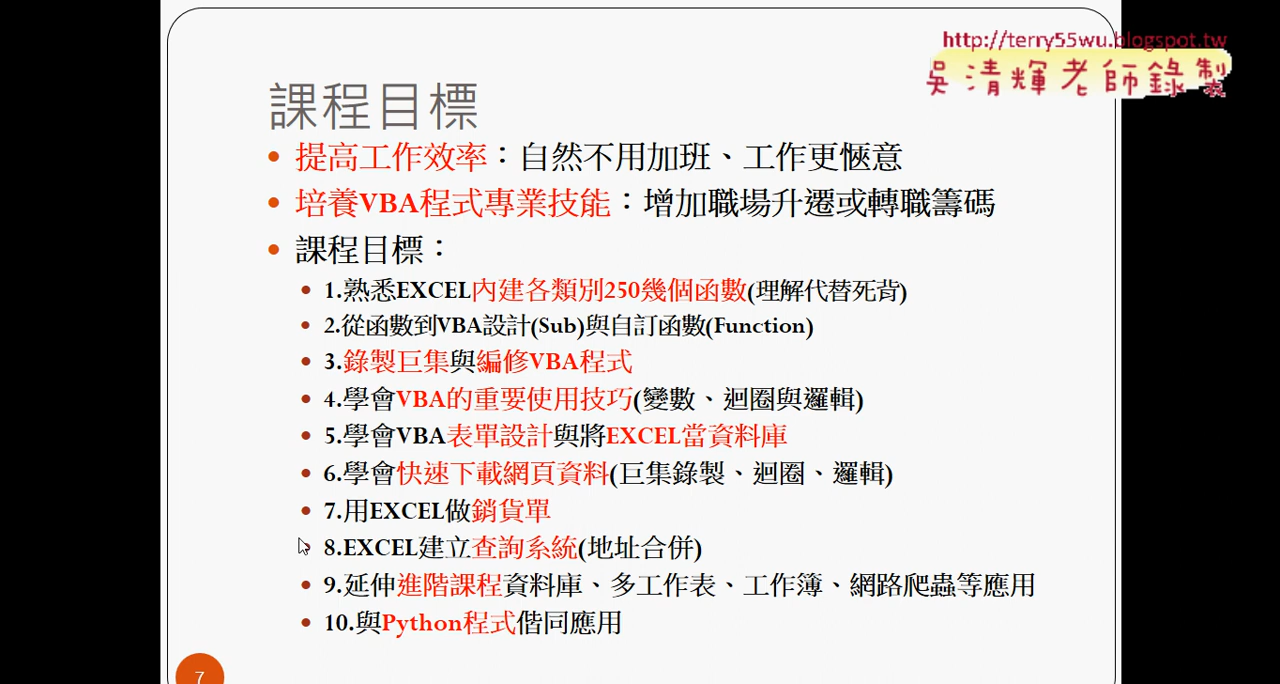 http://terry55wu.blogspot.tw
吳清輝老師錄製
課程目標
• 提高工作效率：自然不用加班、工作更愜意
• 培養VBA程式專業技能：增加職場升遷或轉職籌碼
• 課程目標：
• 1.熟悉EXCEL內建各類別250幾個函數(理解代替死背)
• 2.從函數到VBA設計(Sub)與自訂函數(Function)
• 3.錄製巨集與編修VBA程式
• 4.學會VBA的重要使用技巧(變數、迴圈與邏輯)
• 5.學會VBA表單設計與將EXCEL當資料庫
• 6.學會快速下載網頁資料(巨集錄製、迴圈、邏輯)
• 7.用EXCEL做銷貨單
• 8.EXCEL建立查詢系統(地址合併)
• 9.延伸進階課程資料庫、多工作表、工作簿、網路爬蟲等應用
• 10.與Python程式偕同應用
7